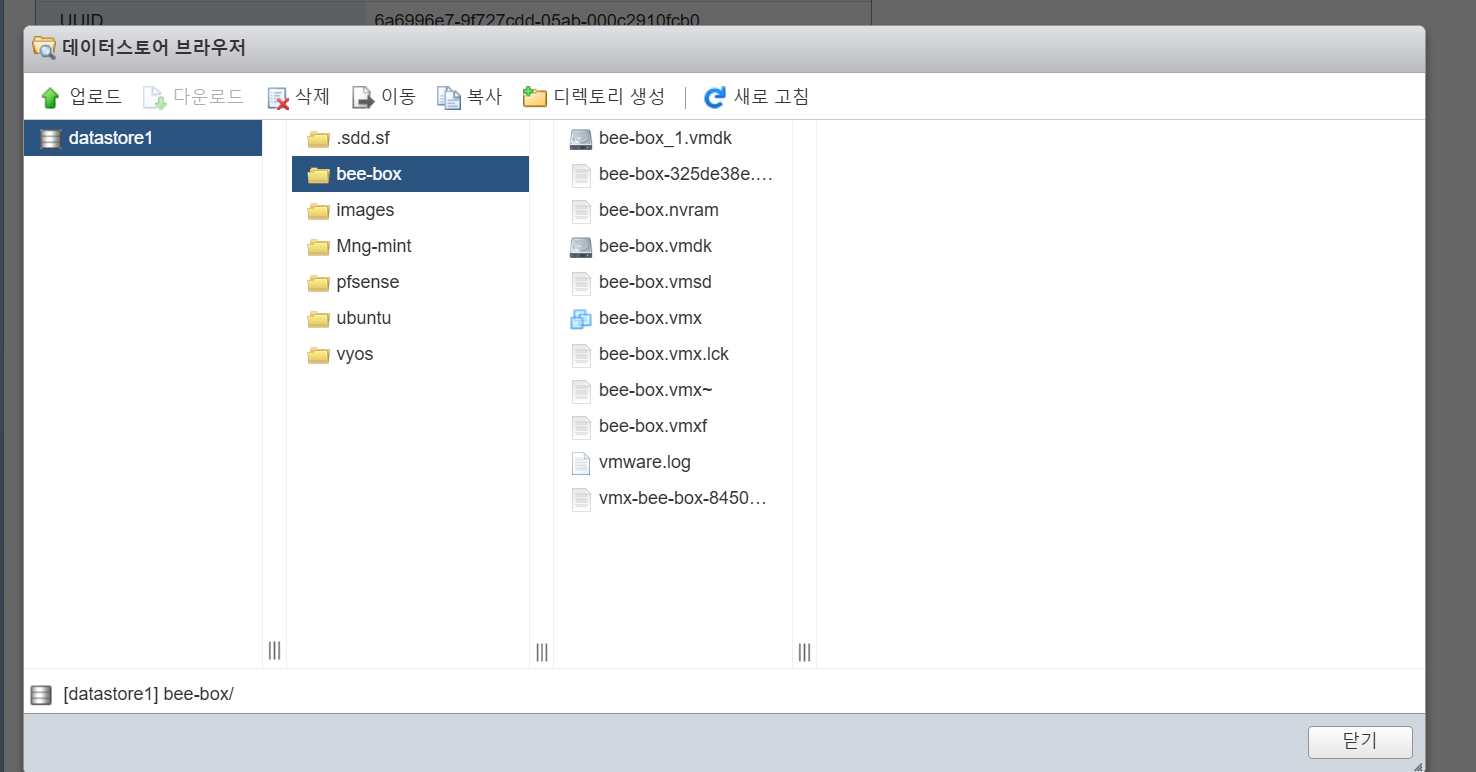 UUID 6a6996e7-9f727cdd-05ab-000c2910fcb0
데이터스토어 브라우저
업로드 다운로드 삭제 이동 복사 디렉토리 생성 새로 고침
datastore1
.sdd.sf
bee-box
images
Mng-mint
pfsense
ubuntu
vyos
bee-box_1.vmdk
bee-box-325de38e.…
bee-box.nvram
bee-box.vmdk
bee-box.vmsd
bee-box.vmx
bee-box.vmx.lck
bee-box.vmx~
bee-box.vmxf
vmware.log
vmx-bee-box-8450…
[datastore1] bee-box/
닫기